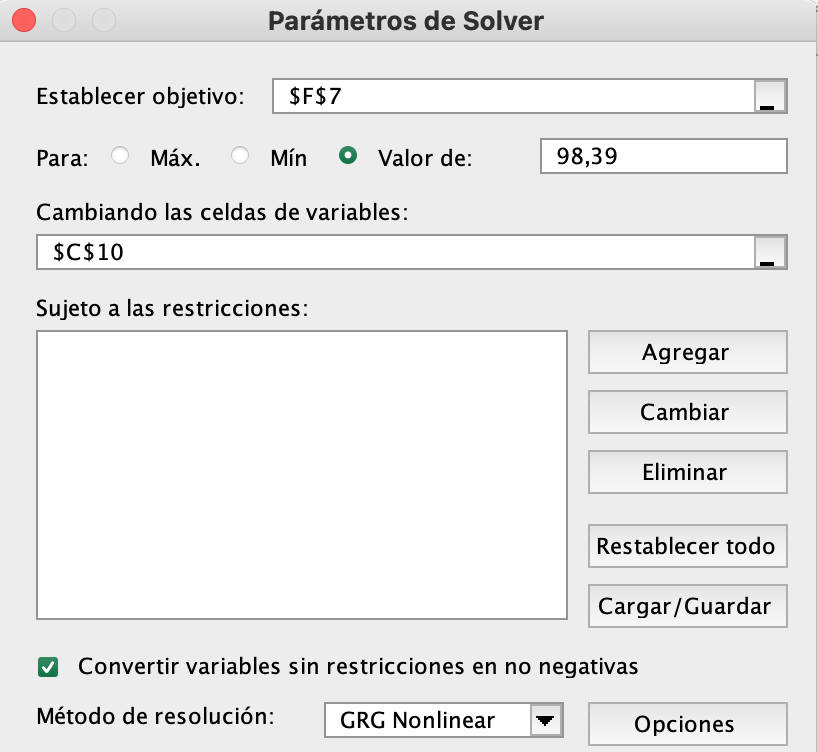 Parámetros de Solver
Establecer objetivo: $F$7
Para: Máx. Mín Valor de: 98,39
Cambiando las celdas de variables:
$C$10
Sujeto a las restricciones:
Agregar
Cambiar
Eliminar
Restablecer todo
Cargar/Guardar
Convertir variables sin restricciones en no negativas
Método de resolución: GRG Nonlinear Opciones